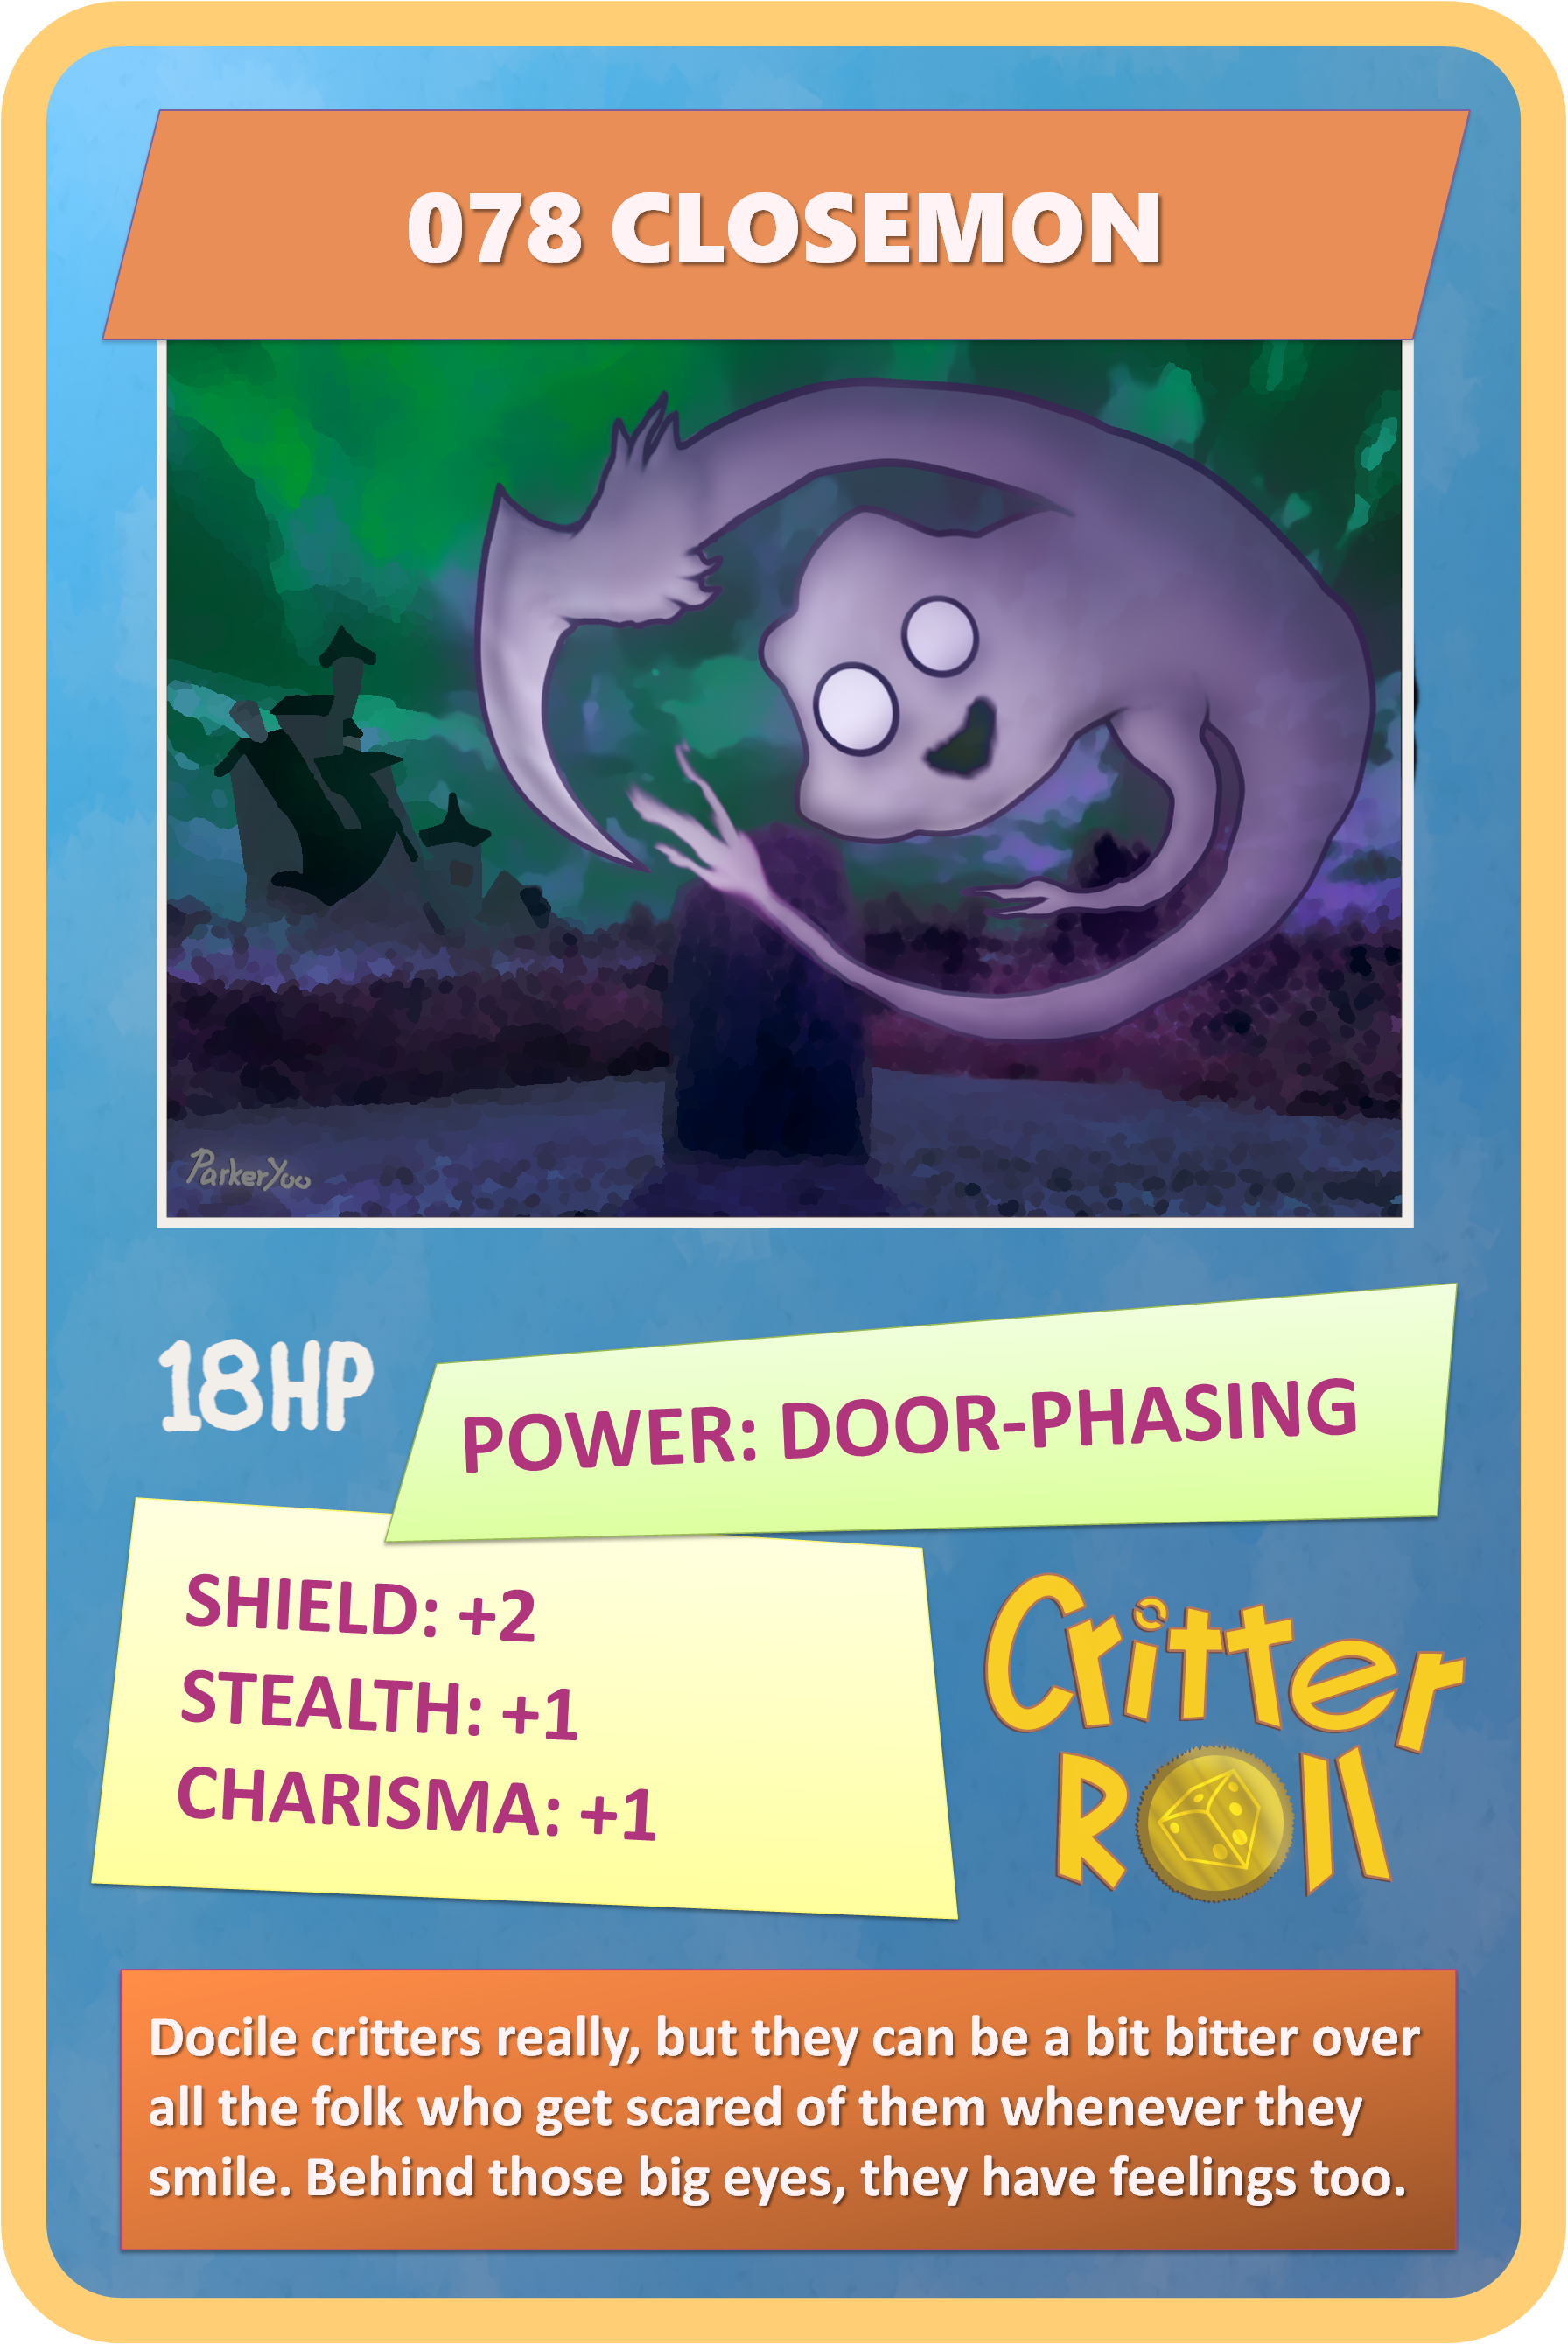 078 CLOSEMON
ParkerYoo
18HP
POWER: DOOR-PHASING
SHIELD: +2
STEALTH: +1
CHARISMA: +1
Critter
Roll
Docile critters really, but they can be a bit bitter over
all the folk who get scared of them whenever they
smile. Behind those big eyes, they have feelings too.